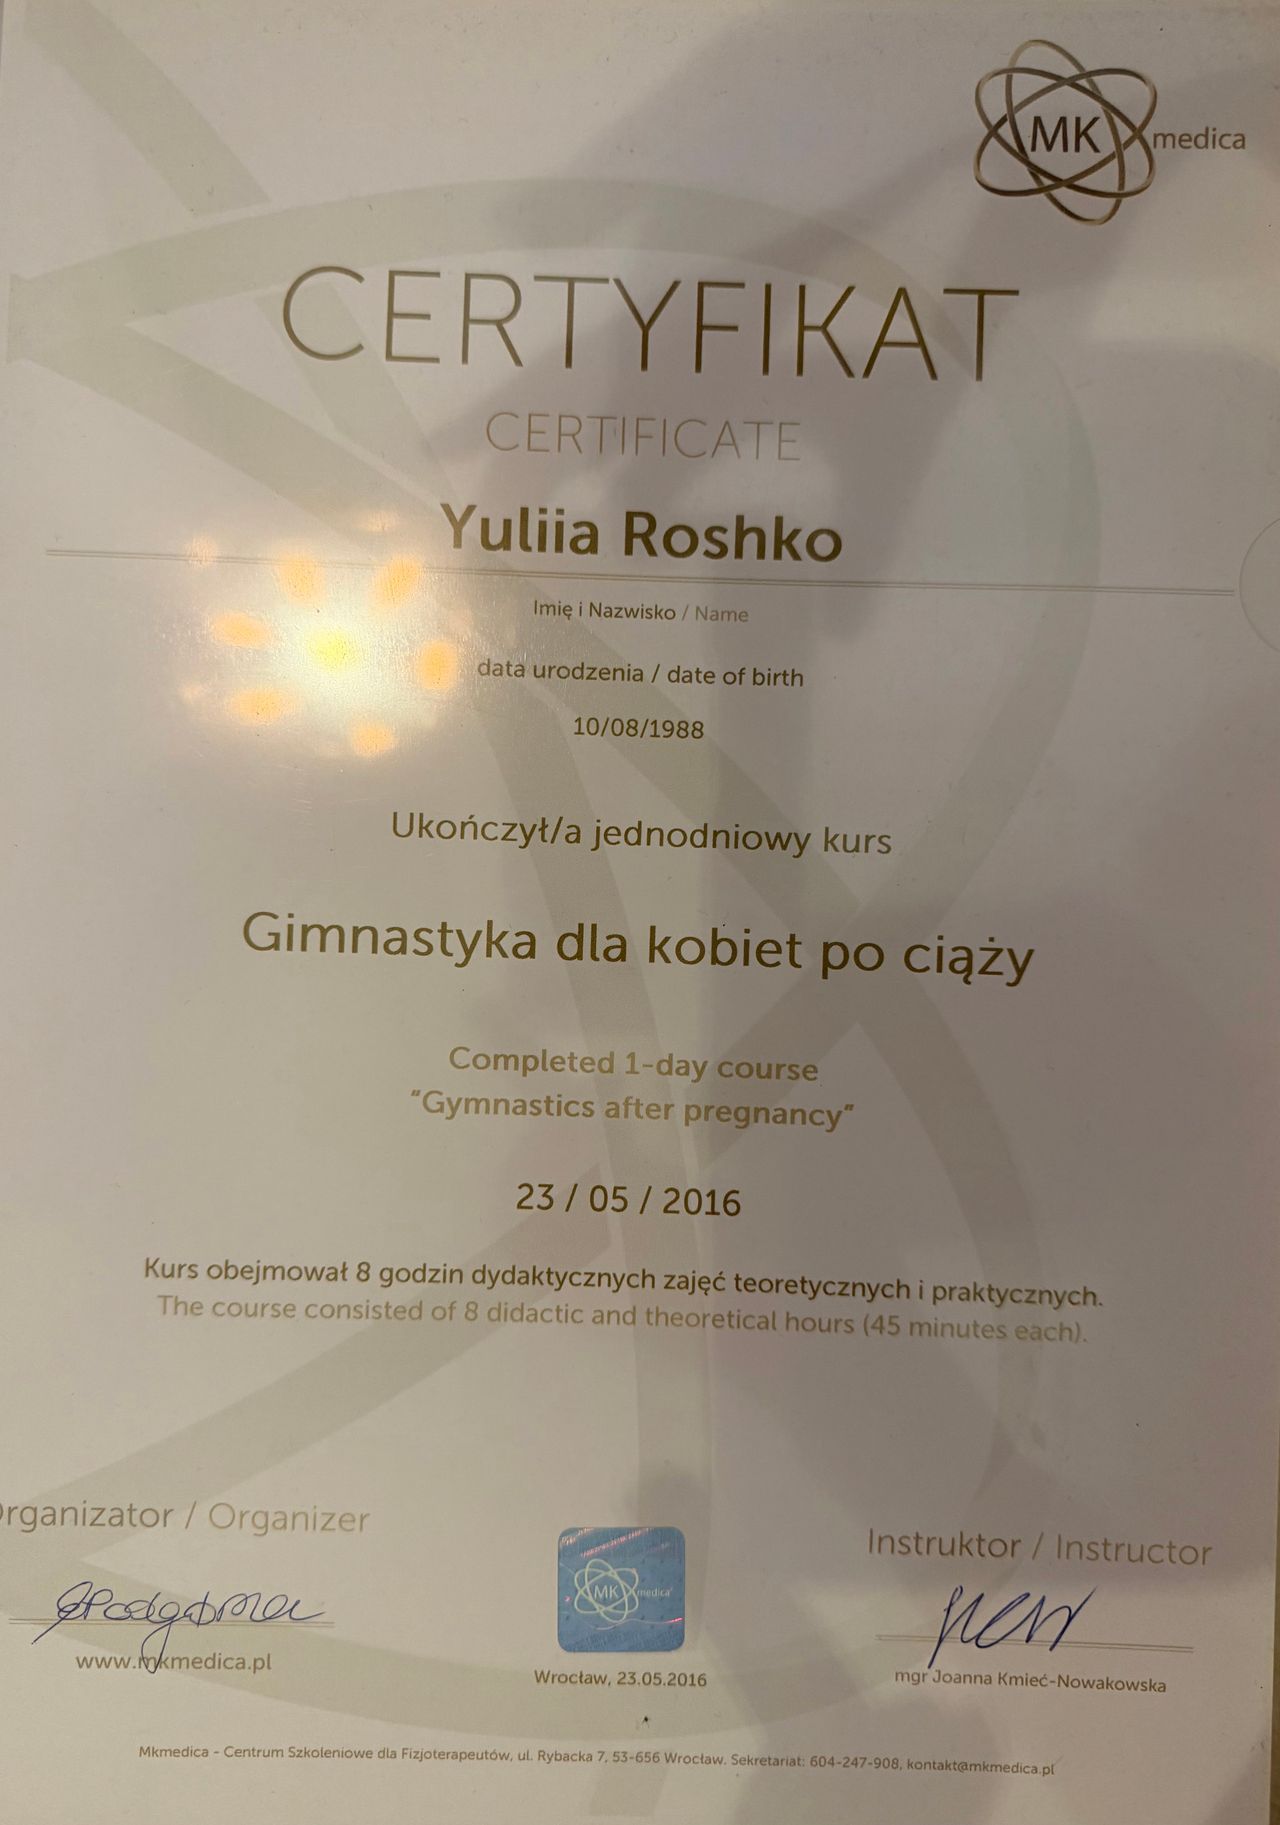 MK medica
CERTYFIKAT
CERTIFICATE
Yuliia Roshko
Imię i Nazwisko / Name
data urodzenia / date of birth
10/08/1988
Ukończył/a jednodniowy kurs
Gimnastyka dla kobiet po ciąży
Completed 1-day course
"Gymnastics after pregnancy"
23 / 05 / 2016
Kurs obejmował 8 godzin dydaktycznych zajęć teoretycznych i praktycznych.
The course consisted of 8 didactic and theoretical hours (45 minutes each).
Organizator / Organizer
Instruktor / Instructor
MK medica
www.mkmedica.pl
Wrocław, 23.05.2016
mgr Joanna Kmieć-Nowakowska
Mkmedica - Centrum Szkoleniowe dla Fizjoterapeutów, ul. Rybacka 7, 53-656 Wrocław. Sekretariat: 604-247-908, kontakt@mkmedica.pl